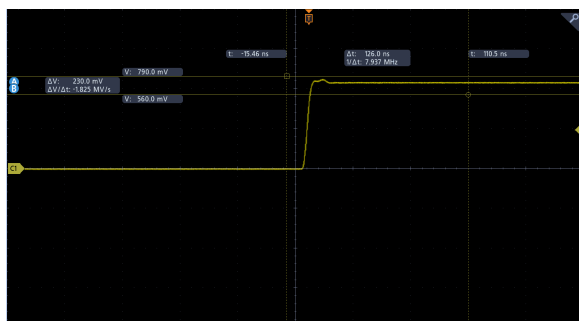 T
t: -15.46 ns
Δt: 126.0 ns
1/Δt: 7.937 MHz
t: 110.5 ns
V: 790.0 mV
A
B
ΔV: 230.0 mV
ΔV/Δt: -1.825 MV/s
V: 560.0 mV
C1